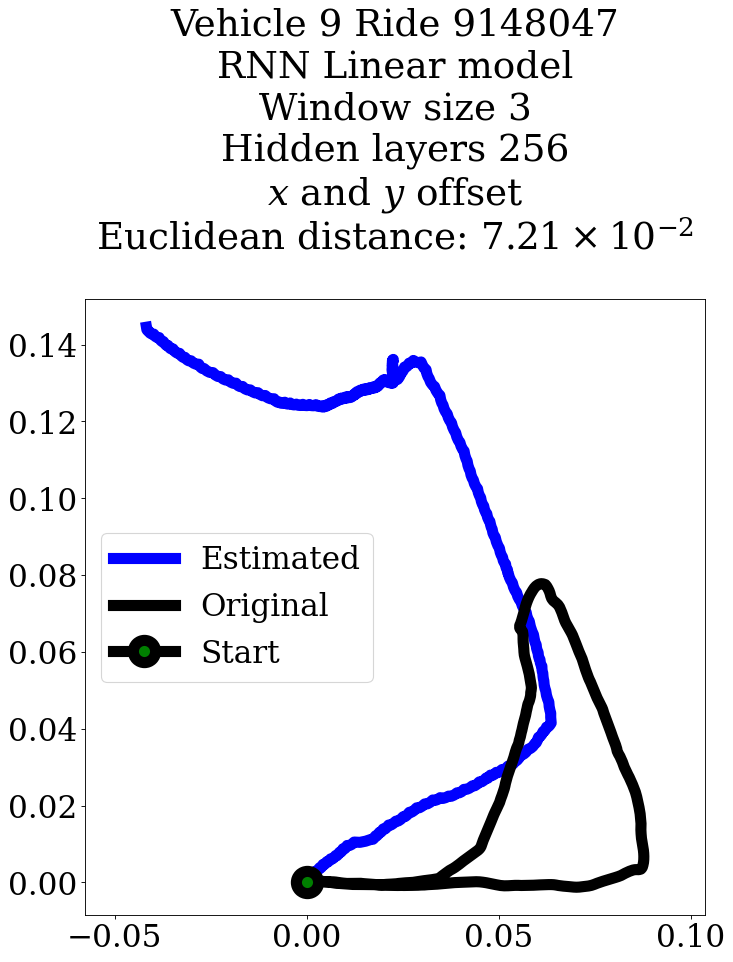 Vehicle 9 Ride 9148047
RNN Linear model
Window size 3
Hidden layers 256
x and y offset
Euclidean distance: 7.21 × 10⁻²
0.14
0.12
0.10
0.08
0.06
0.04
0.02
0.00
Estimated
Original
Start
−0.05 0.00 0.05 0.10